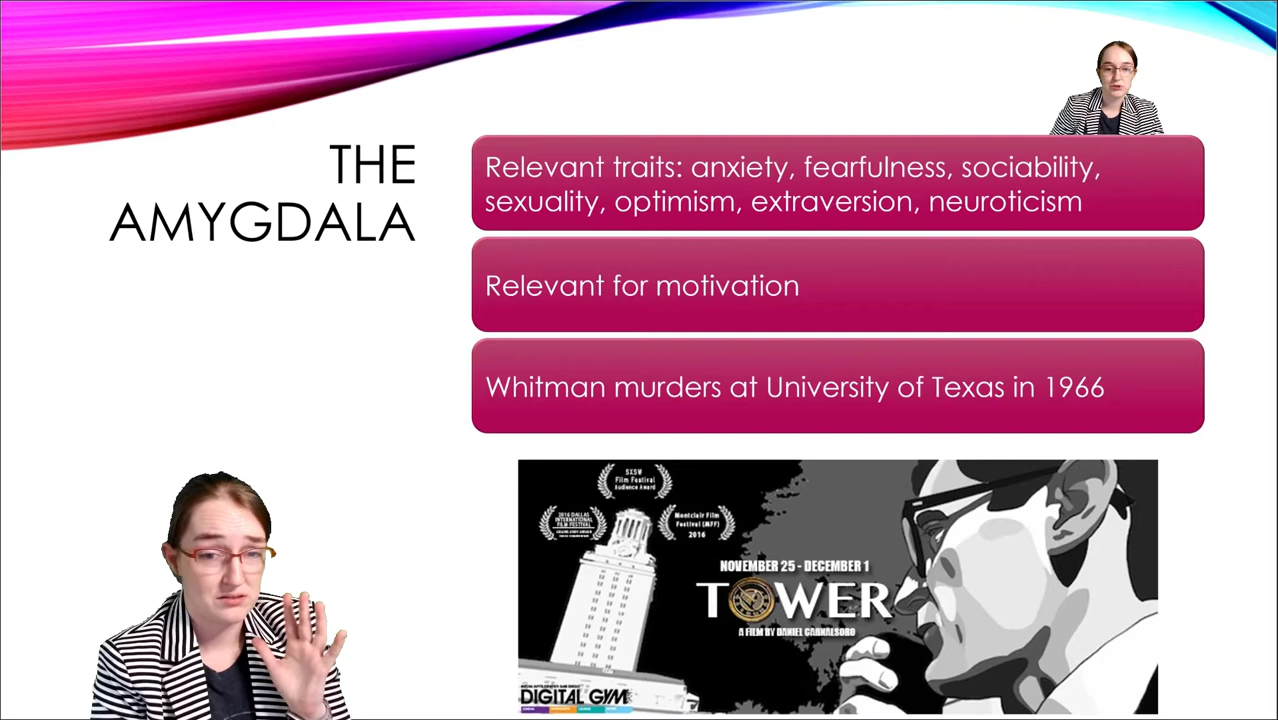 THE
AMYGDALA
Relevant traits: anxiety, fearfulness, sociability,
sexuality, optimism, extraversion, neuroticism
Relevant for motivation
Whitman murders at University of Texas in 1966
SXSW
Film Festival
Audience Award
2016 DALLAS
INTERNATIONAL
FILM FESTIVAL
Montclair Film
Festival (MFF)
2016
NOVEMBER 25 - DECEMBER 1
TOWER
A FILM BY DANIEL CARNALSORO
DIGITAL GYM